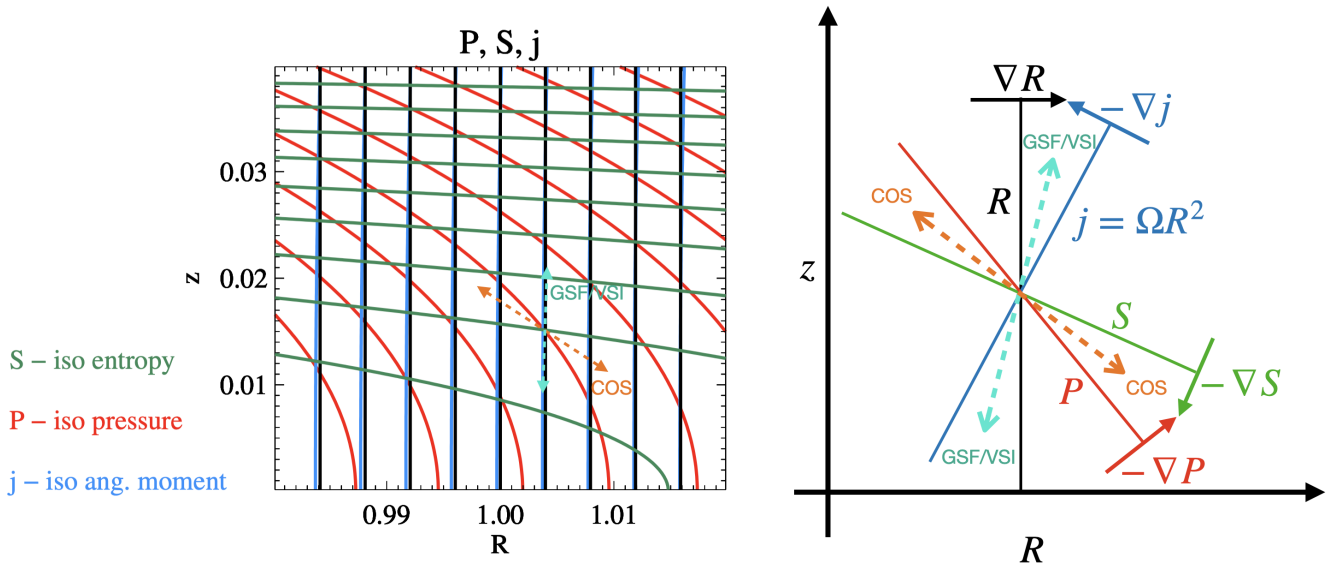 P, S, j
0.03
0.02
0.01
z
0.99
1.00
1.01
R
GSF/VSI
COS
S – iso entropy
P – iso pressure
j – iso ang. moment
∇R
– ∇j
GSF/VSI
COS
R
j = ΩR²
z
S
COS
– ∇S
P
GSF/VSI
– ∇P
R